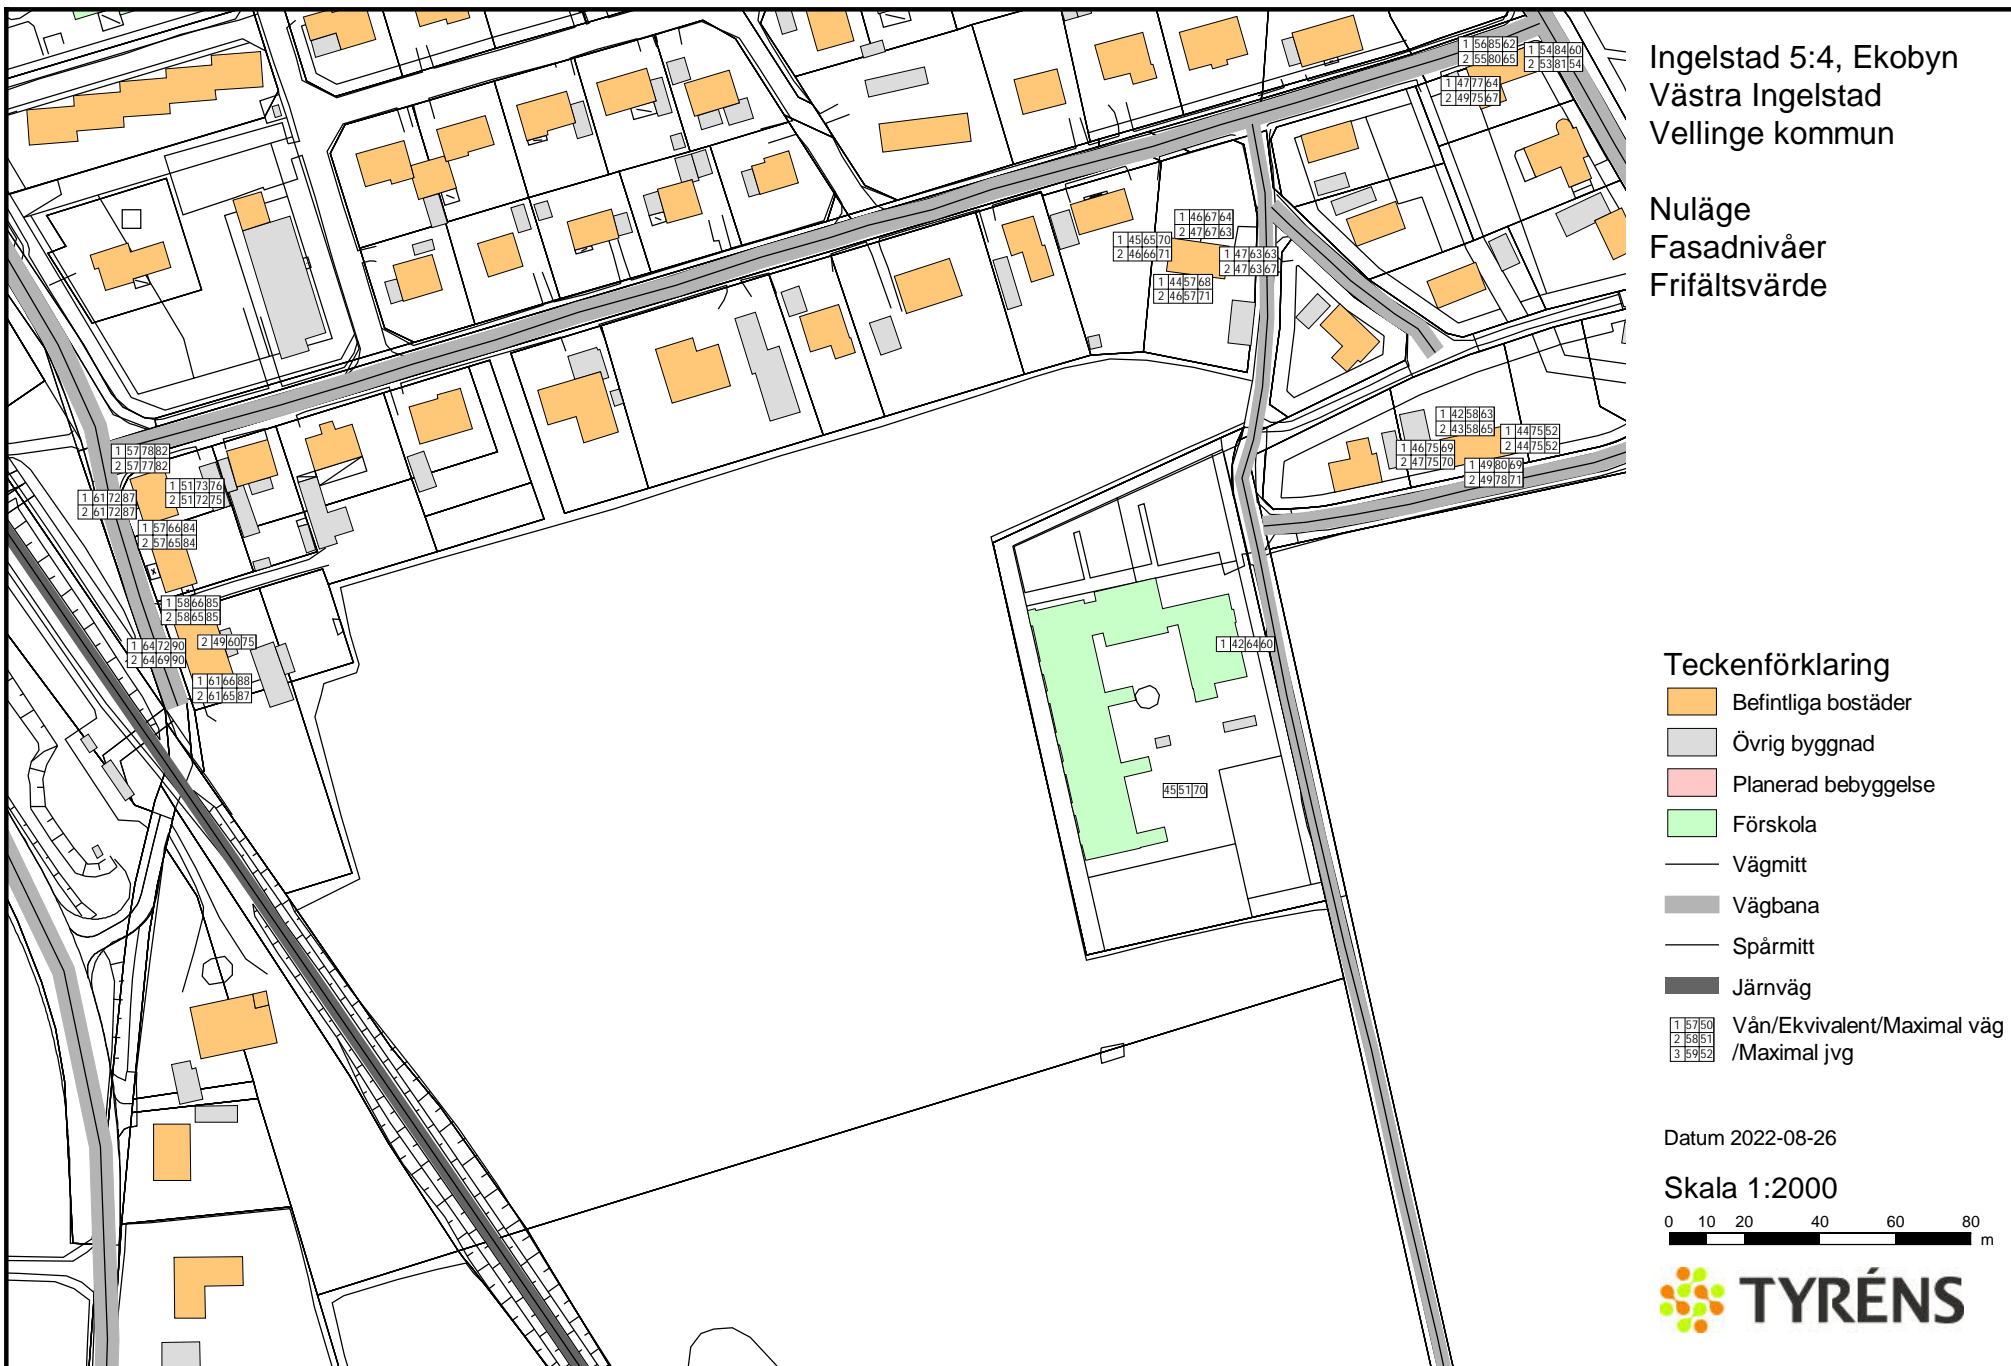 Ingelstad 5:4, Ekobyn
Västra Ingelstad
Vellinge kommun
Nuläge
Fasadnivåer
Frifältsvärde
1 56 85 62
2 55 80 65
1 54 84 60
2 53 81 54
1 47 77 64
2 49 75 67
1 46 67 64
2 47 67 63
1 45 65 70
2 46 66 71
1 47 63 63
2 47 63 67
1 44 57 68
2 46 57 71
1 42 58 63
2 43 58 65
1 44 75 52
2 44 75 52
1 46 75 69
2 47 75 70
1 49 80 69
2 49 78 71
1 57 78 82
2 57 77 82
1 51 73 76
2 51 72 75
1 61 72 87
2 61 72 87
1 57 66 84
2 57 65 84
1 58 66 85
2 58 65 85
1 64 72 90
2 64 69 90
2 49 60 75
1 61 66 88
2 61 65 87
1 42 64 60
45 51 70
Teckenförklaring
Befintliga bostäder
Övrig byggnad
Planerad bebyggelse
Förskola
Vägmitt
Vägbana
Spårmitt
Järnväg
1 57 50
2 58 51
3 59 52
Vån/Ekvivalent/Maximal väg
/Maximal jvg
Datum 2022-08-26
Skala 1:2000
0 10 20 40 60 80
m
TYRÉNS